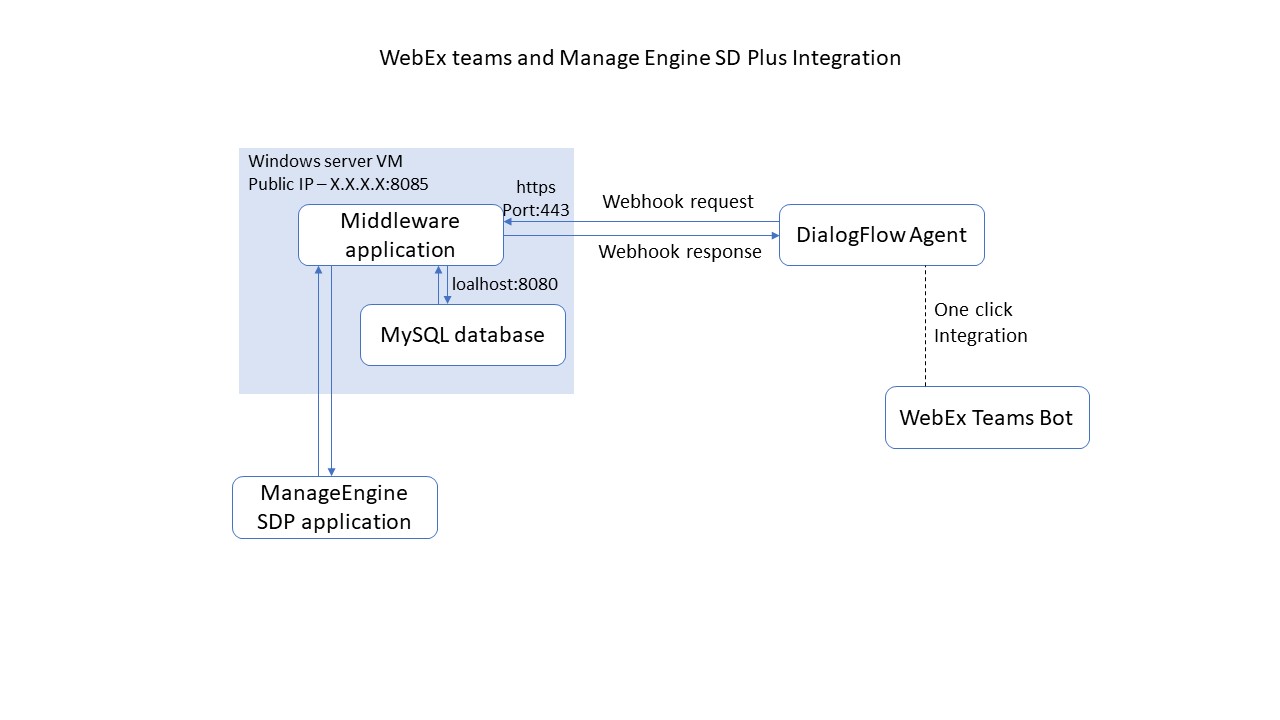 WebEx teams and Manage Engine SD Plus Integration
Windows server VM
Public IP – X.X.X.X:8085
https
Port:443
Webhook request
Middleware
application
DialogFlow Agent
Webhook response
loalhost:8080
One click
Integration
MySQL database
WebEx Teams Bot
ManageEngine
SDP application